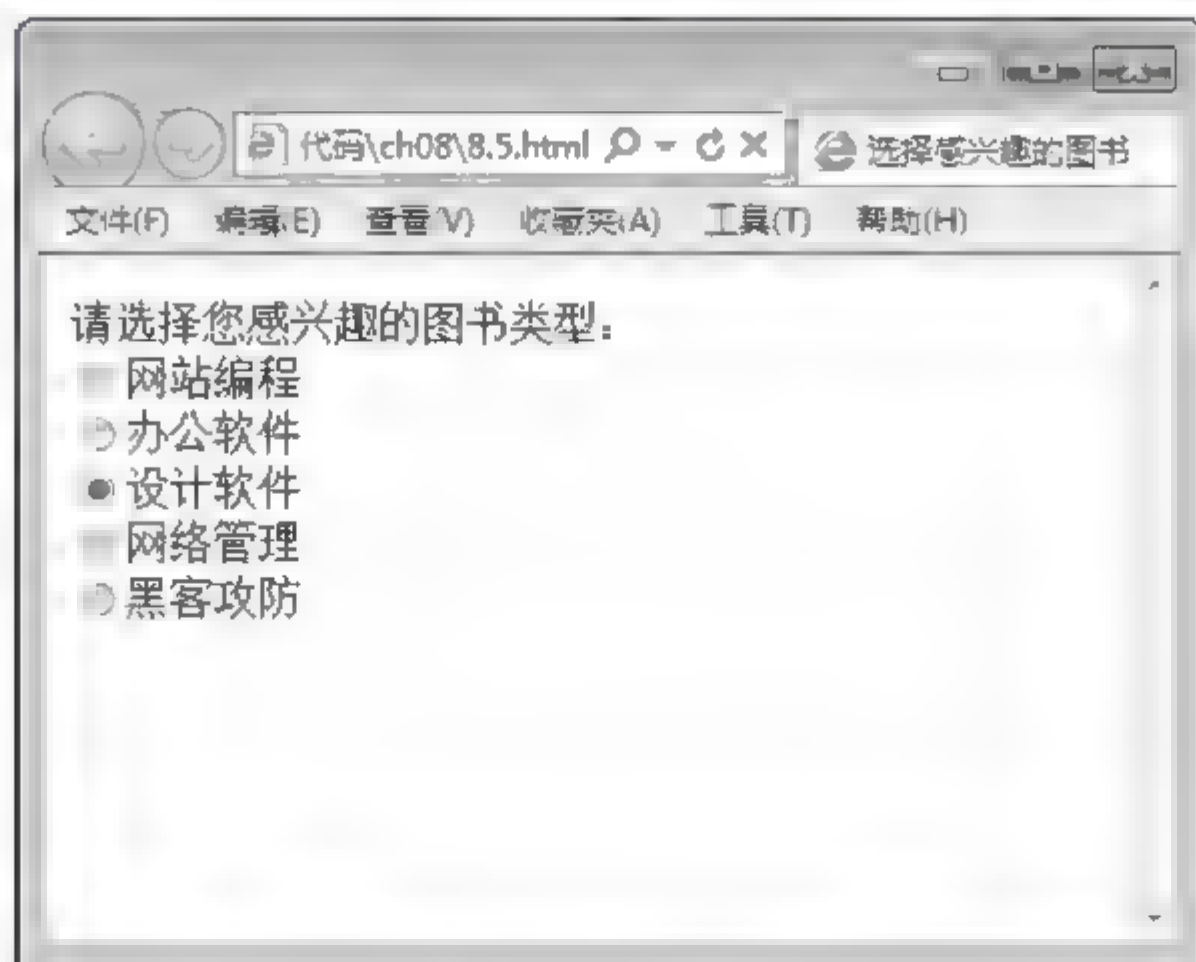 代码\ch08\8.5.html
选择感兴趣的图书
文件(F) 编辑(E) 查看(V) 收藏夹(A) 工具(T) 帮助(H)
请选择您感兴趣的图书类型：
网站编程
办公软件
设计软件
网络管理
黑客攻防